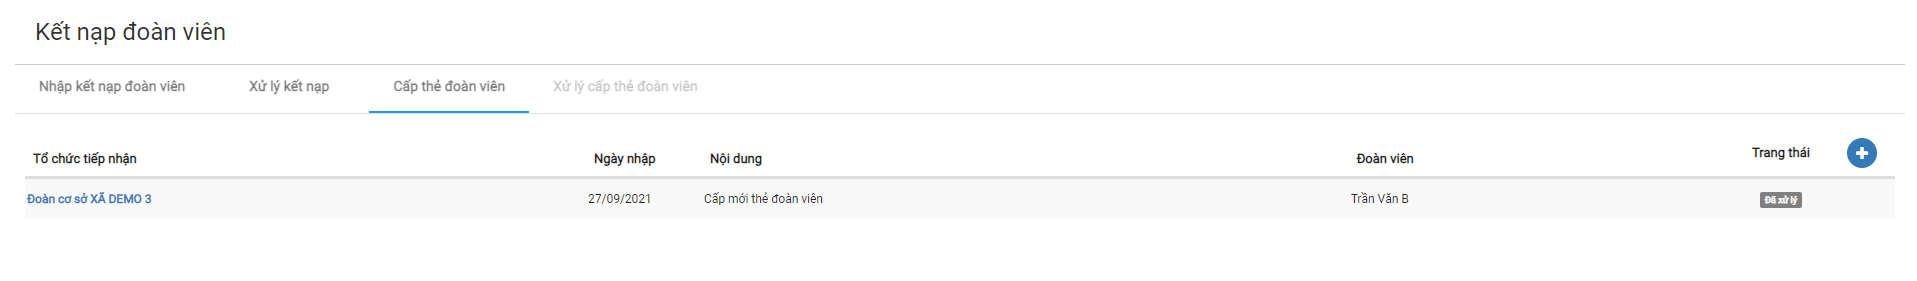 Kết nạp đoàn viên
Nhập kết nạp đoàn viên Xử lý kết nạp Cấp thẻ đoàn viên Xử lý cấp thẻ đoàn viên
Tổ chức tiếp nhận Ngày nhập Nội dung Đoàn viên Trang thái
Đoàn cơ sở XÃ DEMO 3 27/09/2021 Cấp mới thẻ đoàn viên Trần Văn B Đã xử lý